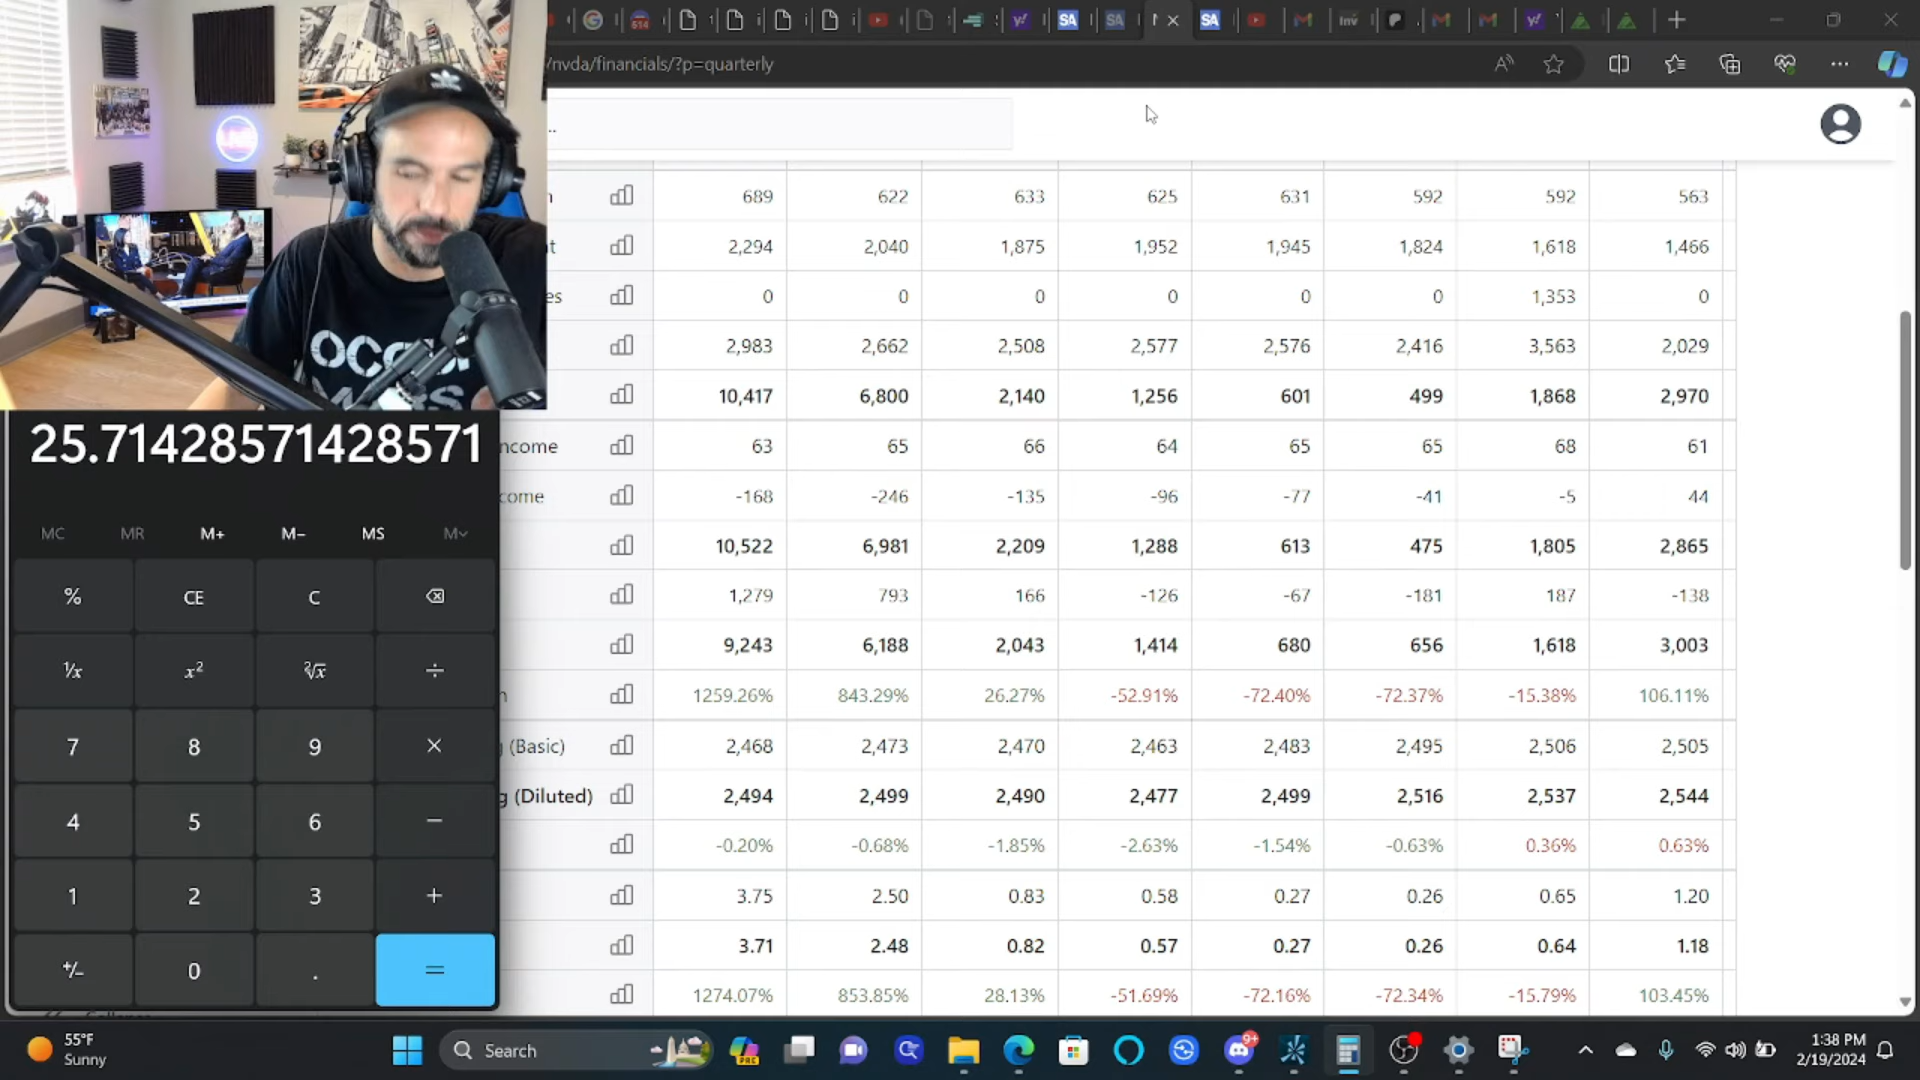 /nvda/financials/?p=quarterly
..
n 689 622 633 625 631 592 592 563
t 2,294 2,040 1,875 1,952 1,945 1,824 1,618 1,466
es 0 0 0 0 0 0 1,353 0
2,983 2,662 2,508 2,577 2,576 2,416 3,563 2,029
10,417 6,800 2,140 1,256 601 499 1,868 2,970
ncome 63 65 66 64 65 65 68 61
come -168 -246 -135 -96 -77 -41 -5 44
10,522 6,981 2,209 1,288 613 475 1,805 2,865
1,279 793 166 -126 -67 -181 187 -138
9,243 6,188 2,043 1,414 680 656 1,618 3,003
1259.26% 843.29% 26.27% -52.91% -72.40% -72.37% -15.38% 106.11%
g (Basic) 2,468 2,473 2,470 2,463 2,483 2,495 2,506 2,505
g (Diluted) 2,494 2,499 2,490 2,477 2,499 2,516 2,537 2,544
-0.20% -0.68% -1.85% -2.63% -1.54% -0.63% 0.36% 0.63%
3.75 2.50 0.83 0.58 0.27 0.26 0.65 1.20
3.71 2.48 0.82 0.57 0.27 0.26 0.64 1.18
1274.07% 853.85% 28.13% -51.69% -72.16% -72.34% -15.79% 103.45%
25.71428571428571
MC MR M+ M− MS M
% CE C
¹/x x² ²√x ÷
7 8 9 ×
4 5 6 −
1 2 3 +
+/− 0 . =
55°F
Sunny
Search
9+
1:38 PM
2/19/2024